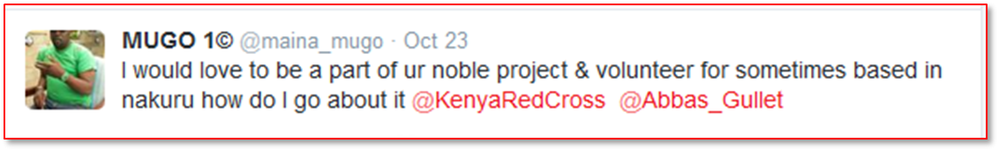 MUGO 1© @maina_mugo · Oct 23
I would love to be a part of ur noble project & volunteer for sometimes based in
nakuru how do I go about it @KenyaRedCross @Abbas_Gullet